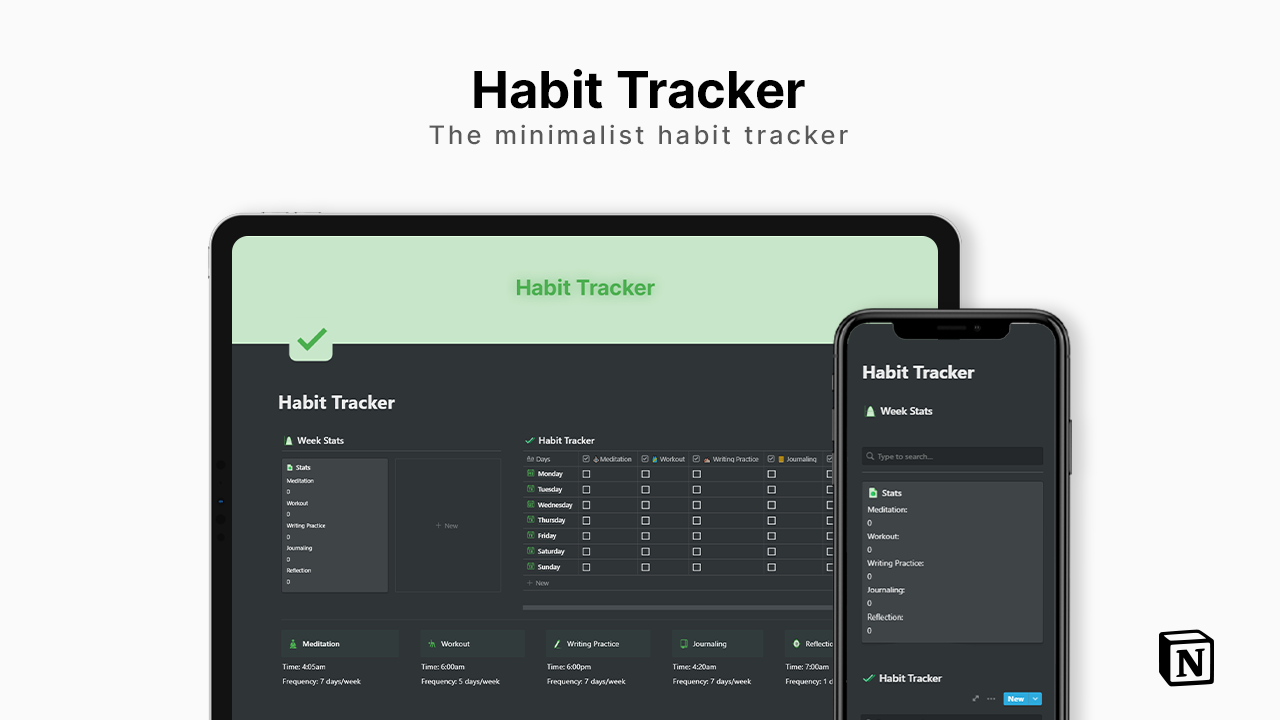 Habit Tracker
The minimalist habit tracker
Habit Tracker
Habit Tracker
Week Stats
Stats
Meditation
0
Workout
0
Writing Practice
0
Journaling
0
Reflection
0
+ New
Habit Tracker
Days Meditation Workout Writing Practice Journaling
Monday
Tuesday
Wednesday
Thursday
Friday
Saturday
Sunday
+ New
Meditation
Time: 4:05am
Frequency: 7 days/week
Workout
Time: 6:00am
Frequency: 5 days/week
Writing Practice
Time: 6:00pm
Frequency: 7 days/week
Journaling
Time: 4:20am
Frequency: 7 days/week
Reflectio
Time: 7:00am
Frequency: 1 d
Habit Tracker
Week Stats
Type to search...
Stats
Meditation:
0
Workout:
0
Writing Practice:
0
Journaling:
0
Reflection:
0
Habit Tracker
New
N